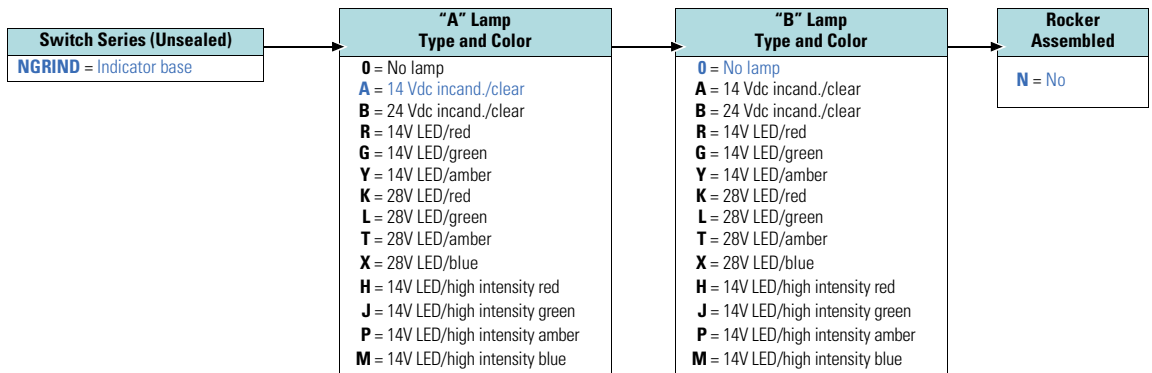 Switch Series (Unsealed)
NGRIND = Indicator base
“A” Lamp
Type and Color
0 = No lamp
A = 14 Vdc incand./clear
B = 24 Vdc incand./clear
R = 14V LED/red
G = 14V LED/green
Y = 14V LED/amber
K = 28V LED/red
L = 28V LED/green
T = 28V LED/amber
X = 28V LED/blue
H = 14V LED/high intensity red
J = 14V LED/high intensity green
P = 14V LED/high intensity amber
M = 14V LED/high intensity blue
“B” Lamp
Type and Color
0 = No lamp
A = 14 Vdc incand./clear
B = 24 Vdc incand./clear
R = 14V LED/red
G = 14V LED/green
Y = 14V LED/amber
K = 28V LED/red
L = 28V LED/green
T = 28V LED/amber
X = 28V LED/blue
H = 14V LED/high intensity red
J = 14V LED/high intensity green
P = 14V LED/high intensity amber
M = 14V LED/high intensity blue
Rocker
Assembled
N = No